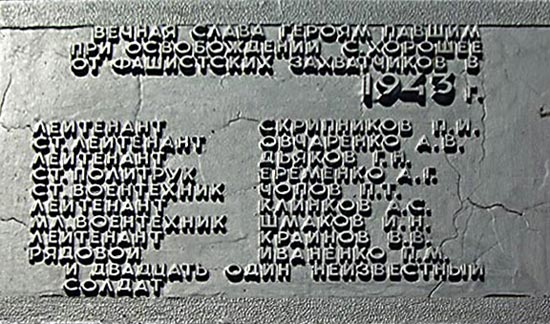 ВЕЧНАЯ СЛАВА ГЕРОЯМ ПАВШИМ
ПРИ ОСВОБОЖДЕНИИ С.ХОРОШЕЕ
ОТ ФАШИСТСКИХ ЗАХВАТЧИКОВ В
1943 г.
ЛЕЙТЕНАНТ СКРИПНИКОВ П.И.
СТ.ЛЕЙТЕНАНТ ОВЧАРЕНКО А.В.
ЛЕЙТЕНАНТ ДЬЯКОВ Г.Н.
СТ.ПОЛИТРУК ЕРЕМЕНКО А.Г.
СТ.ВОЕНТЕХНИК ЧОПОВ П.Т.
ЛЕЙТЕНАНТ КЛИНКОВ А.С.
МЛ.ВОЕНТЕХНИК ШМАКОВ И.Н.
ЛЕЙТЕНАНТ КРАЙНОВ В.В.
РЯДОВОЙ ИВАНЕНКО П.М.
И ДВАДЦАТЬ ОДИН НЕИЗВЕСТНЫЙ
СОЛДАТ